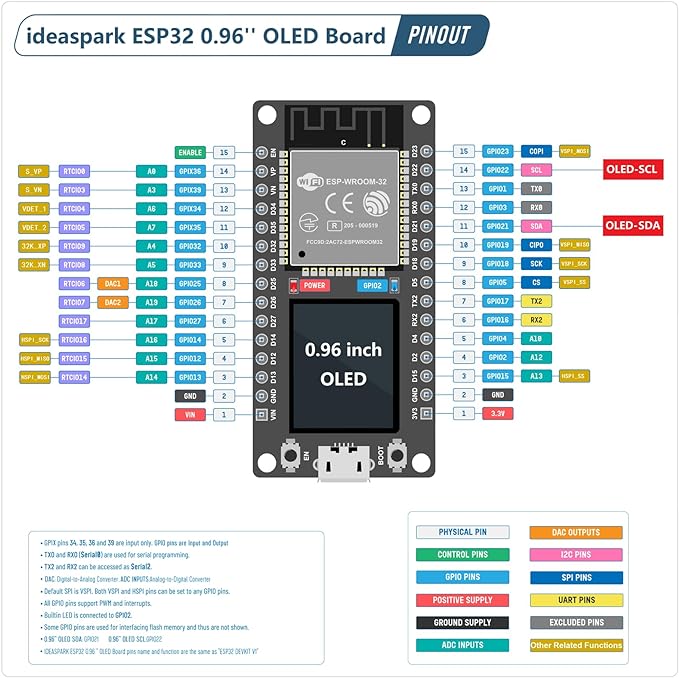 ideaspark ESP32 0.96'' OLED Board PINOUT
ENABLE 15 EN
S_VP RTCIO0 A0 GPIX36 14 VP
S_VN RTCIO3 A3 GPIX39 13 VN
VDET_1 RTCIO4 A6 GPIX34 12 D34
VDET_2 RTCIO5 A7 GPIX35 11 D35
32K_XP RTCIO9 A4 GPIO32 10 D32
32K_XN RTCIO8 A5 GPIO33 9 D33
RTCIO6 DAC1 A18 GPIO25 8 D25
RTCIO7 DAC2 A19 GPIO26 7 D26
RTCIO17 A17 GPIO27 6 D27
HSPI_SCK RTCIO16 A16 GPIO14 5 D14
HSPI_MISO RTCIO15 A15 GPIO12 4 D12
HSPI_MOSI RTCIO14 A14 GPIO13 3 D13
GND 2 GND
VIN 1 VIN
C
WiFi ESP-WROOM-32
CE
R 205-000519
FCC9D:2AC72-ESPWROOM32
POWER GPIO2
0.96 inch
OLED
EN BOOT
D23 15 GPIO23 COPI VSPI_MOSI
D22 14 GPIO22 SCL OLED-SCL
TX0 13 GPIO1 TX0
RX0 12 GPIO3 RX0
D21 11 GPIO21 SDA OLED-SDA
D19 10 GPIO19 CIPO VSPI_MISO
D18 9 GPIO18 SCK VSPI_SCK
D5 8 GPIO5 CS VSPI_SS
TX2 7 GPIO17 TX2
RX2 6 GPIO16 RX2
D4 5 GPIO4 A10
D2 4 GPIO2 A12
D15 3 GPIO15 A13 HSPI_SS
GND 2 GND
3V3 1 3.3V
• GPIX pins 34, 35, 36 and 39 are input only. GPIO pins are Input and Output
• TX0 and RX0 (Serial0) are used for serial programming.
• TX2 and RX2 can be accessed as Serial2.
• DAC: Digital-to-Analog Converter. ADC INPUTS:Analog-to-Digital Converter
• Default SPI is VSPI. Both VSPI and HSPI pins can be set to any GPIO pins.
• All GPIO pins support PWM and interrupts.
• Builtin LED is connected to GPIO2.
• Some GPIO pins are used for interfacing flash memory and thus are not shown.
• 0.96'' OLED SDA: GPIO21 0.96'' OLED SCL:GPIO22
• IDEASPARK ESP32 0.96 '' OLED Board pins name and function are the same as "ESP32 DEVKIT V1"
PHYSICAL PIN DAC OUTPUTS
CONTROL PINS I2C PINS
GPIO PINS SPI PINS
POSITIVE SUPPLY UART PINS
GROUND SUPPLY EXCLUDED PINS
ADC INPUTS Other Related Functions